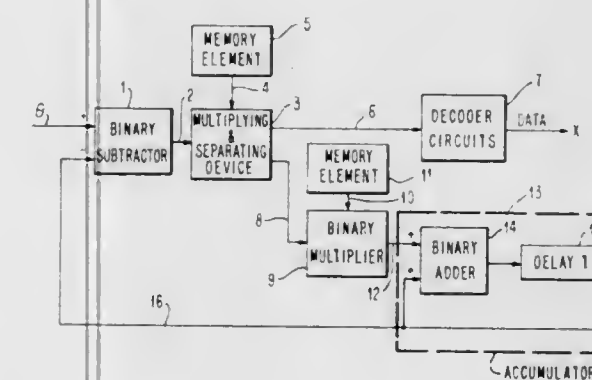 5
MEMORY
ELEMENT
1
2
4
3
7
θ
+
BINARY
SUBTRACTOR
-
MULTIPLYING
&
SEPARATING
DEVICE
6
DECODER
CIRCUITS
DATA
X
MEMORY
ELEMENT
11
10
13
8
BINARY
MULTIPLIER
9
12
+
+
BINARY
ADDER
14
DELAY T
16
ACCUMULATOR